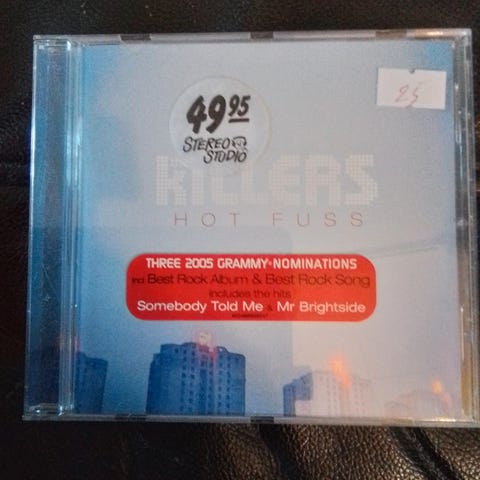 49 95
STEREO
STUDIO
25
THE
KILLERS
HOT FUSS
THREE 2005 GRAMMY® NOMINATIONS
incl Best Rock Album & Best Rock Song
includes the hits
Somebody Told Me & Mr Brightside